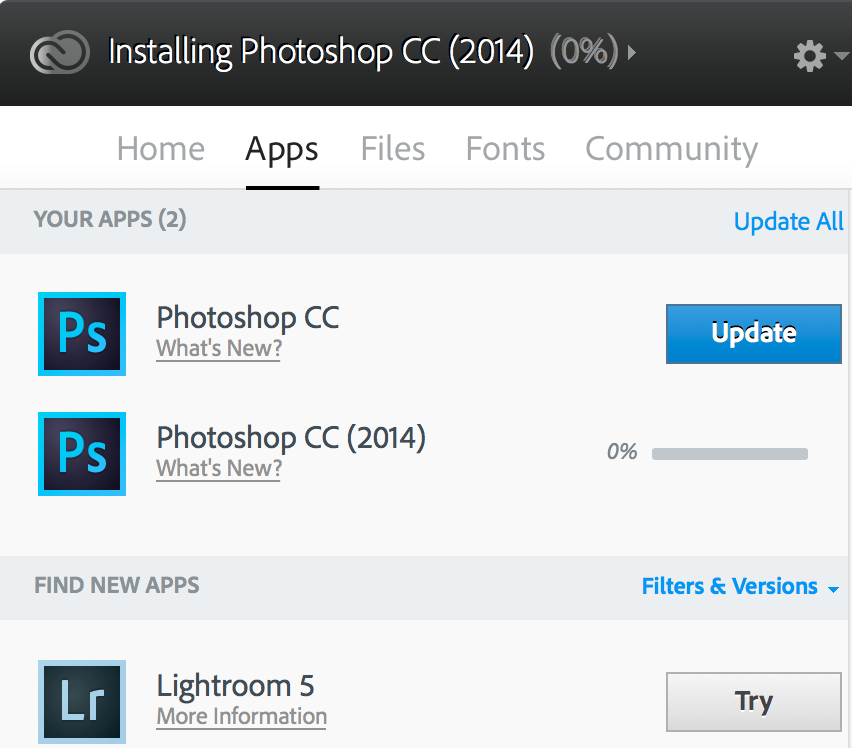 Installing Photoshop CC (2014) (0%)
Home Apps Files Fonts Community
YOUR APPS (2) Update All
Ps Photoshop CC Update
What's New?
Ps Photoshop CC (2014) 0%
What's New?
FIND NEW APPS Filters & Versions
Lr Lightroom 5 Try
More Information